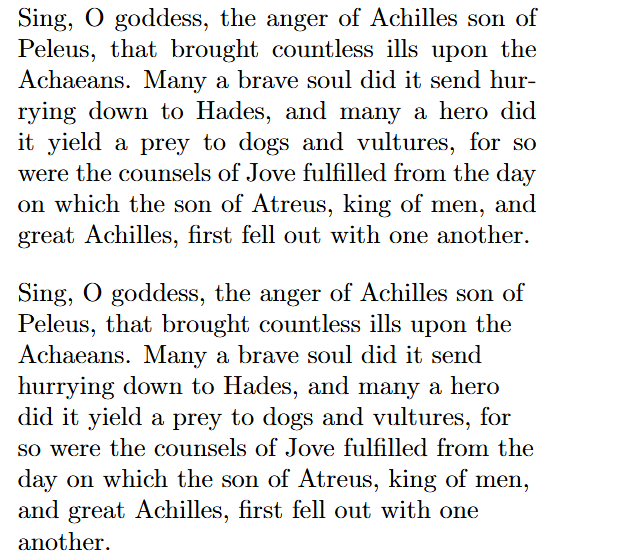 Sing, O goddess, the anger of Achilles son of
Peleus, that brought countless ills upon the
Achaeans. Many a brave soul did it send hur-
rying down to Hades, and many a hero did
it yield a prey to dogs and vultures, for so
were the counsels of Jove fulfilled from the day
on which the son of Atreus, king of men, and
great Achilles, first fell out with one another.
Sing, O goddess, the anger of Achilles son of
Peleus, that brought countless ills upon the
Achaeans. Many a brave soul did it send
hurrying down to Hades, and many a hero
did it yield a prey to dogs and vultures, for
so were the counsels of Jove fulfilled from the
day on which the son of Atreus, king of men,
and great Achilles, first fell out with one
another.